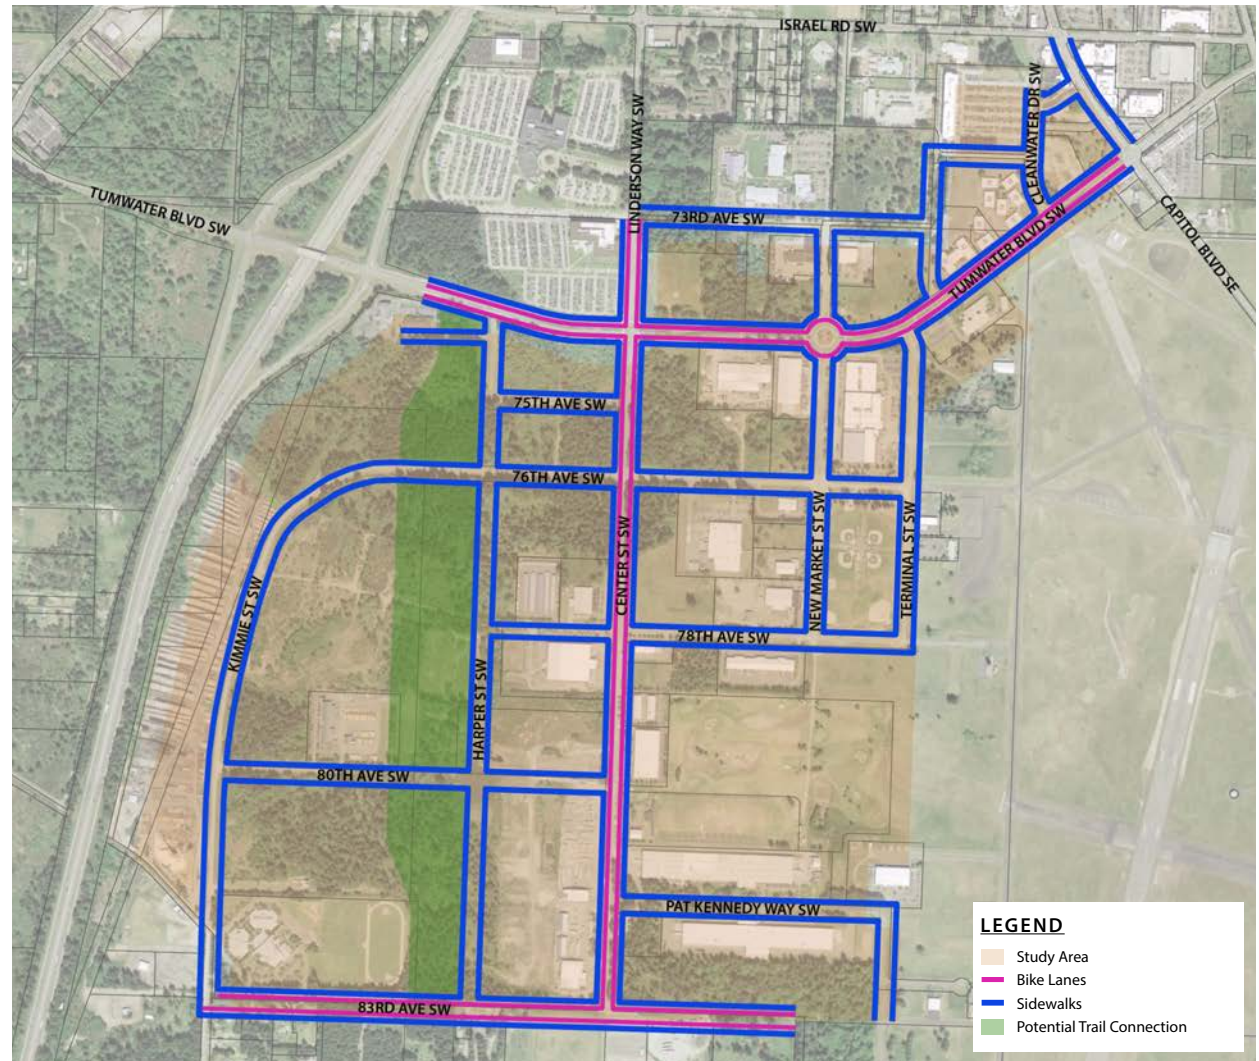 ISRAEL RD SW
CLEANWATER DR SW
LINDERSON WAY SW
TUMWATER BLVD SW
73RD AVE SW
CAPITOL BLVD SE
TUMWATER BLVD SW
75TH AVE SW
76TH AVE SW
CENTER ST SW
NEW MARKET ST SW
TERMINAL ST SW
KIMMIE ST SW
78TH AVE SW
HARPER ST SW
80TH AVE SW
PAT KENNEDY WAY SW
83RD AVE SW
LEGEND
Study Area
Bike Lanes
Sidewalks
Potential Trail Connection